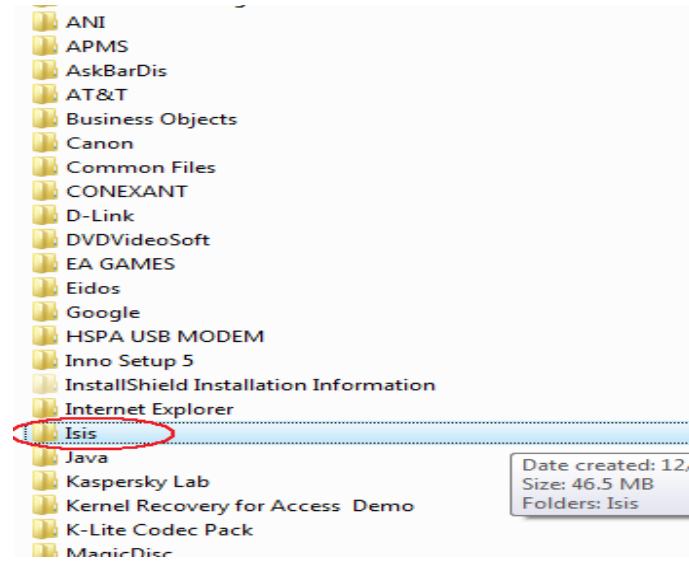 ANI
APMS
AskBarDis
AT&T
Business Objects
Canon
Common Files
CONEXANT
D-Link
DVDVideoSoft
EA GAMES
Eidos
Google
HSPA USB MODEM
Inno Setup 5
InstallShield Installation Information
Internet Explorer
Isis
Java
Kaspersky Lab
Kernel Recovery for Access  Demo
K-Lite Codec Pack
MagicDisc
Date created: 12/
Size: 46.5 MB
Folders: Isis